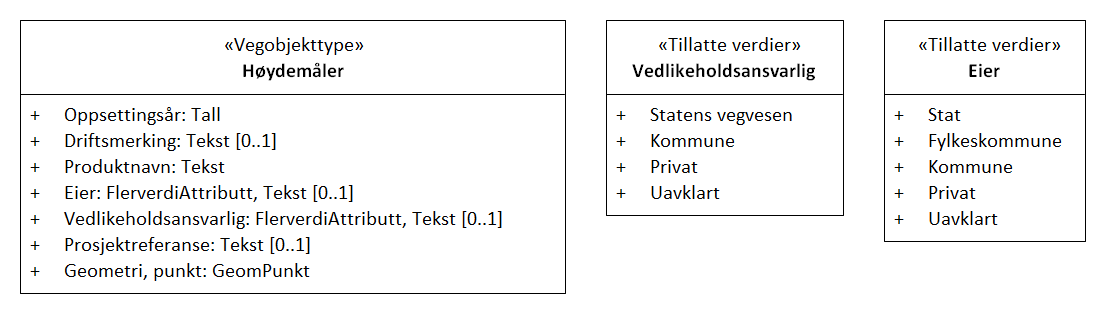 «Vegobjekttype»
Høydemåler
+ Oppsettingsår: Tall
+ Driftsmerking: Tekst [0..1]
+ Produktnavn: Tekst
+ Eier: FlerverdiAttributt, Tekst [0..1]
+ Vedlikeholdsansvarlig: FlerverdiAttributt, Tekst [0..1]
+ Prosjektreferanse: Tekst [0..1]
+ Geometri, punkt: GeomPunkt
«Tillatte verdier»
Vedlikeholdsansvarlig
+ Statens vegvesen
+ Kommune
+ Privat
+ Uavklart
«Tillatte verdier»
Eier
+ Stat
+ Fylkeskommune
+ Kommune
+ Privat
+ Uavklart